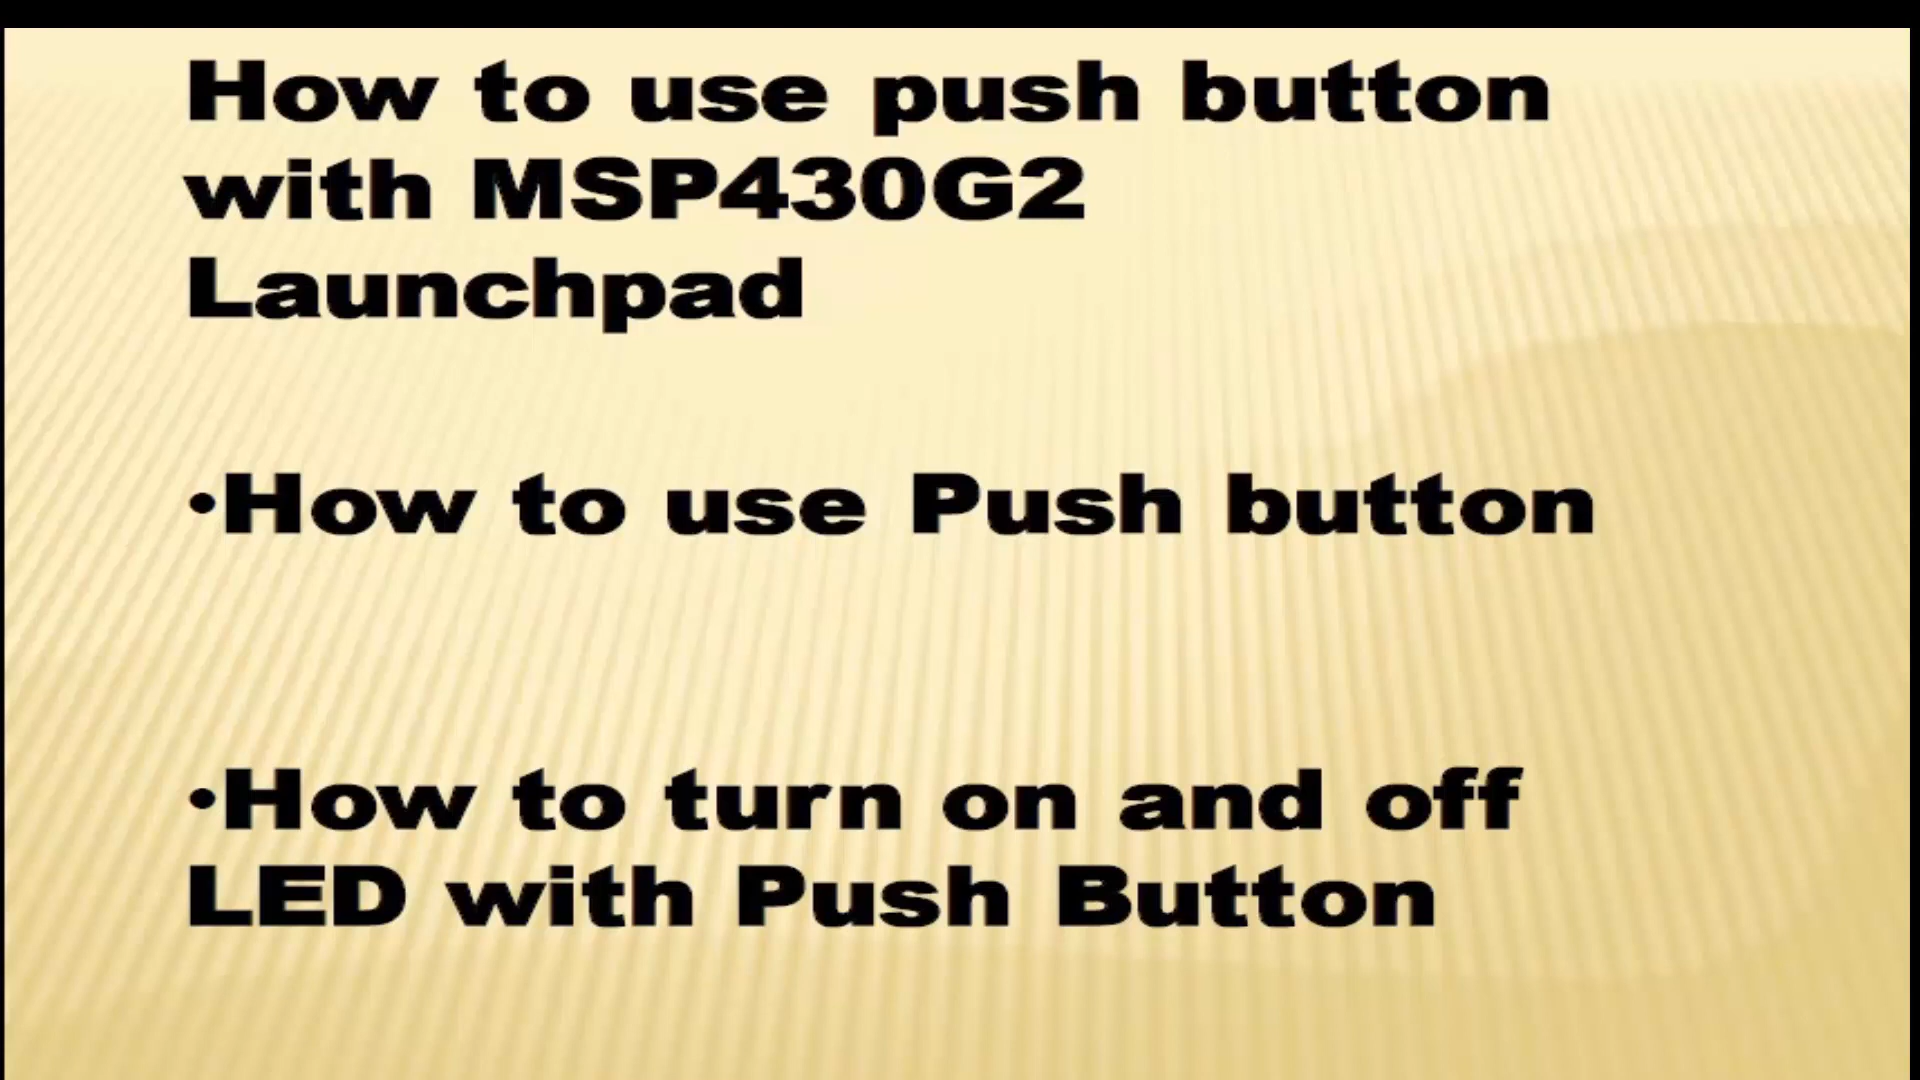 How to use push button
with MSP430G2
Launchpad
•How to use Push button
•How to turn on and off
LED with Push Button